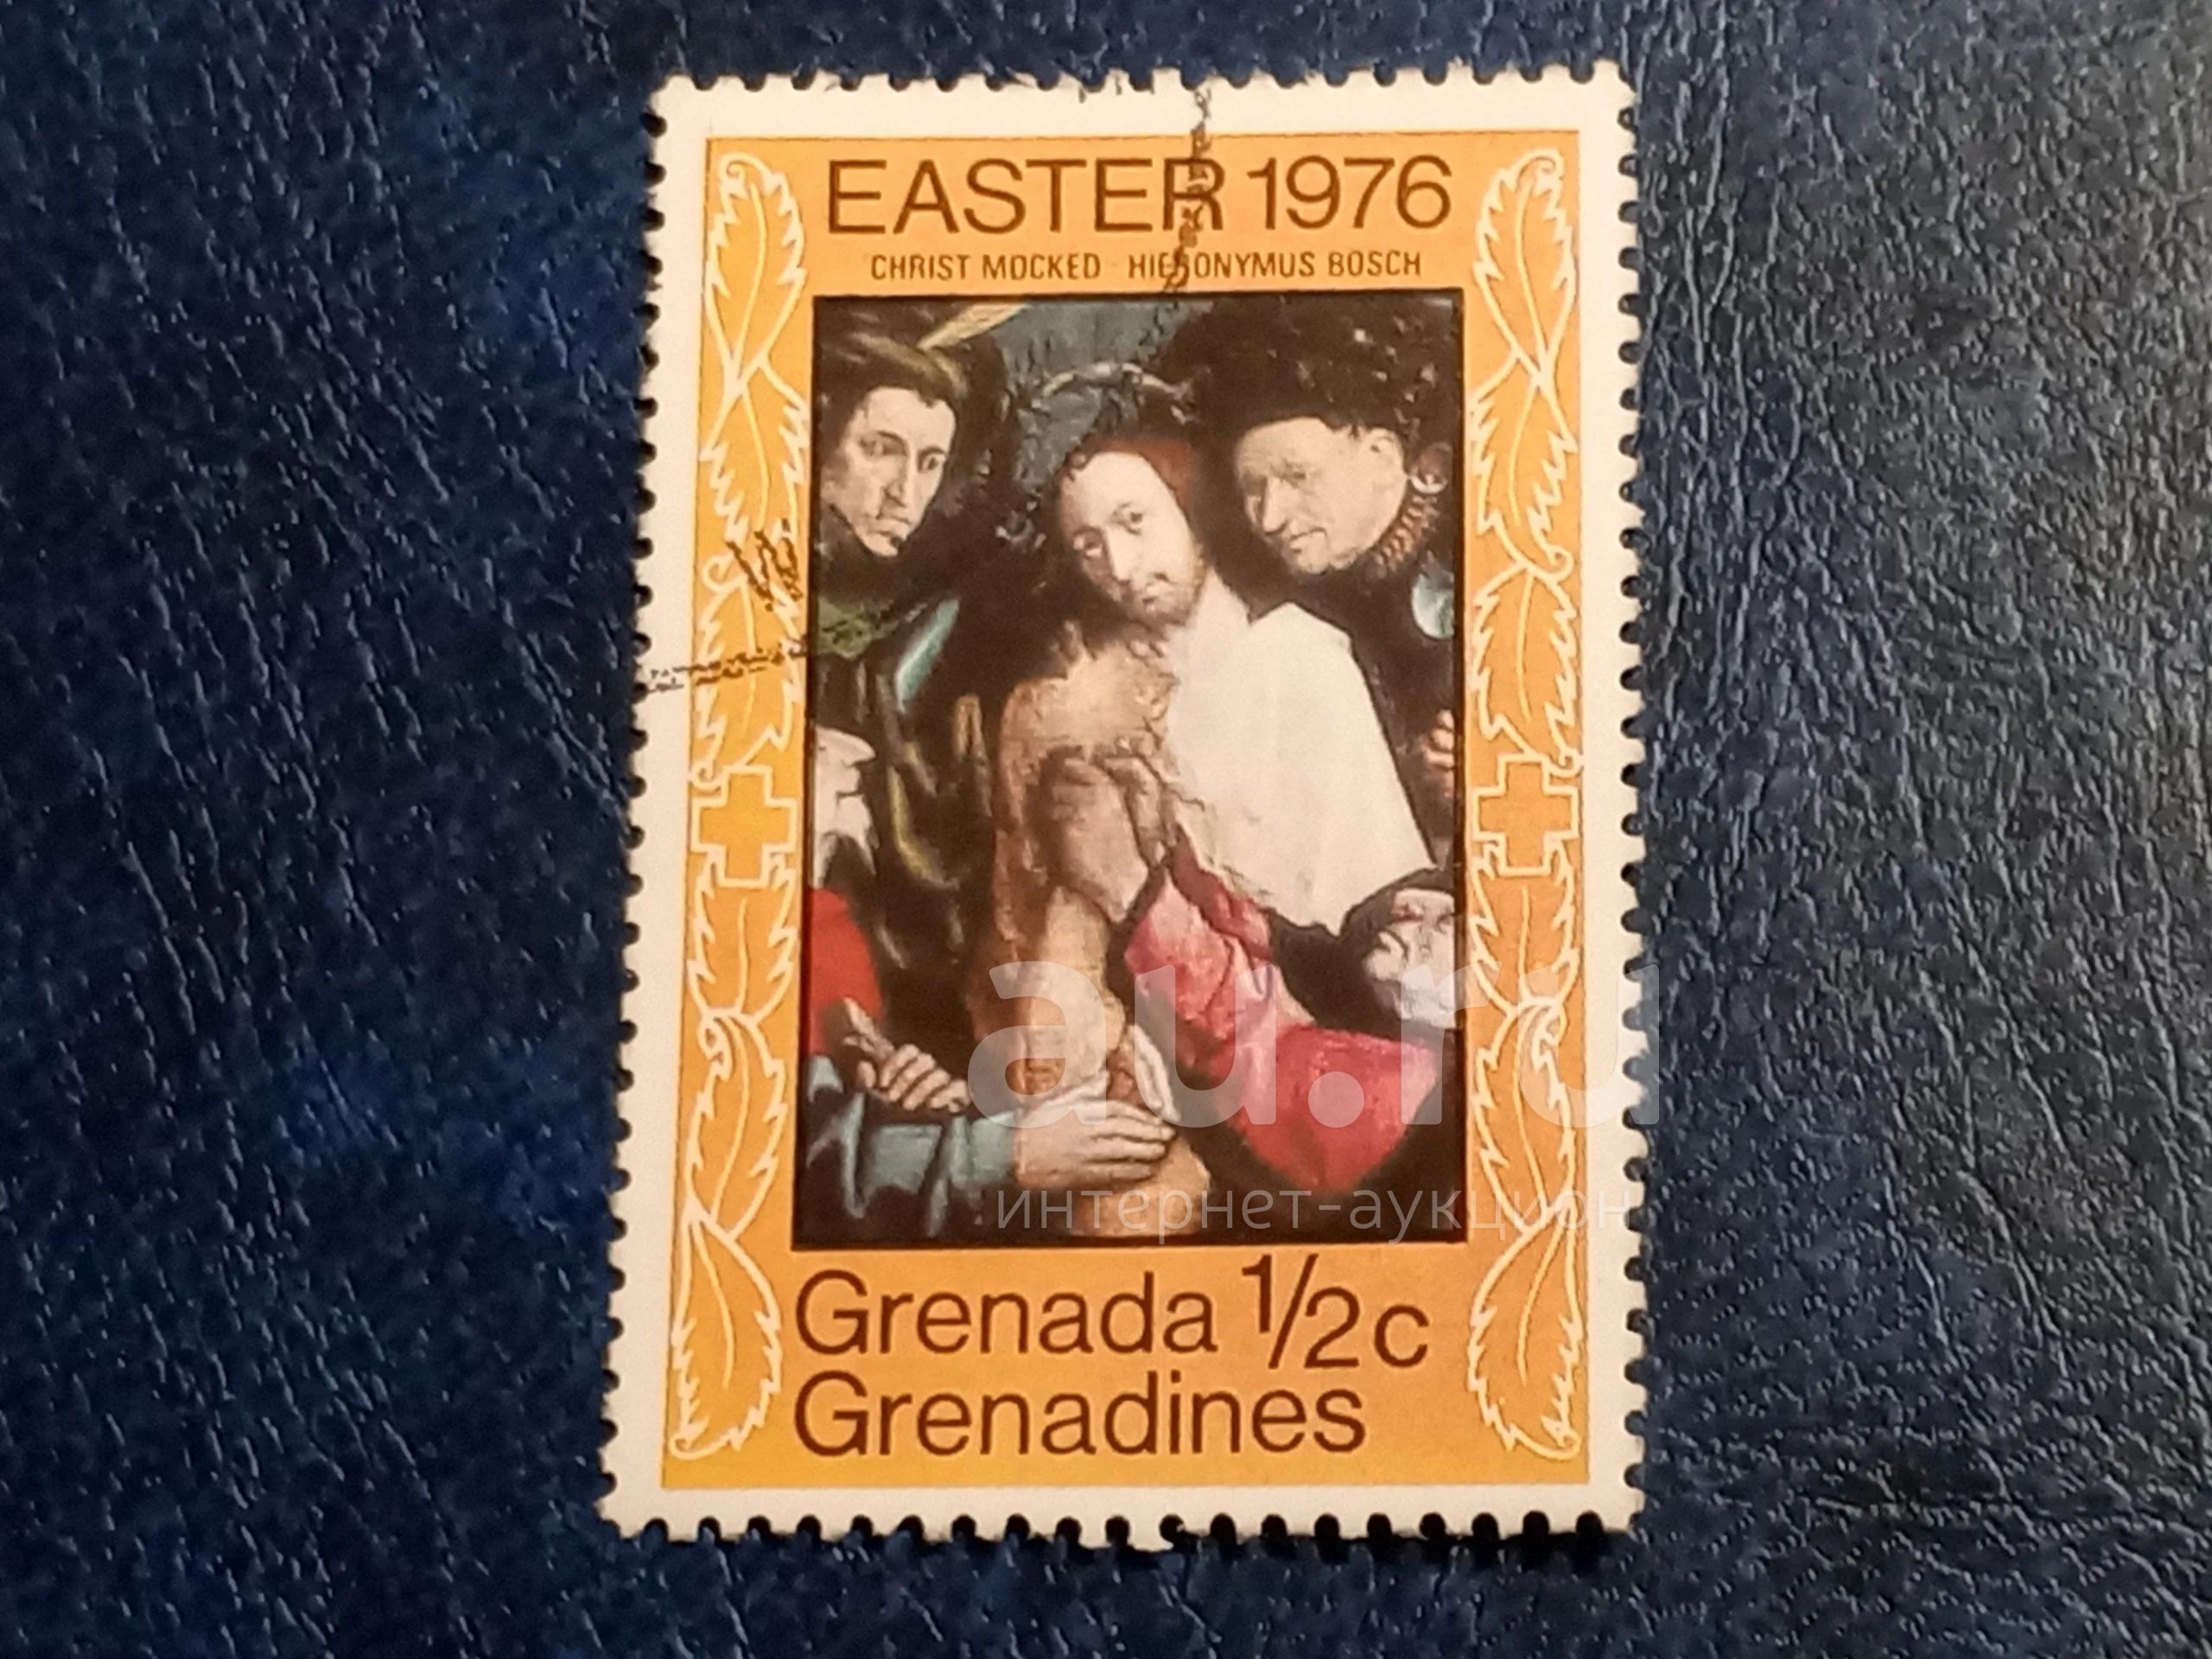 EASTER 1976
CHRIST MOCKED HIERONYMUS BOSCH
au.ru
интернет-аукцион
Grenada 1/2c
Grenadines